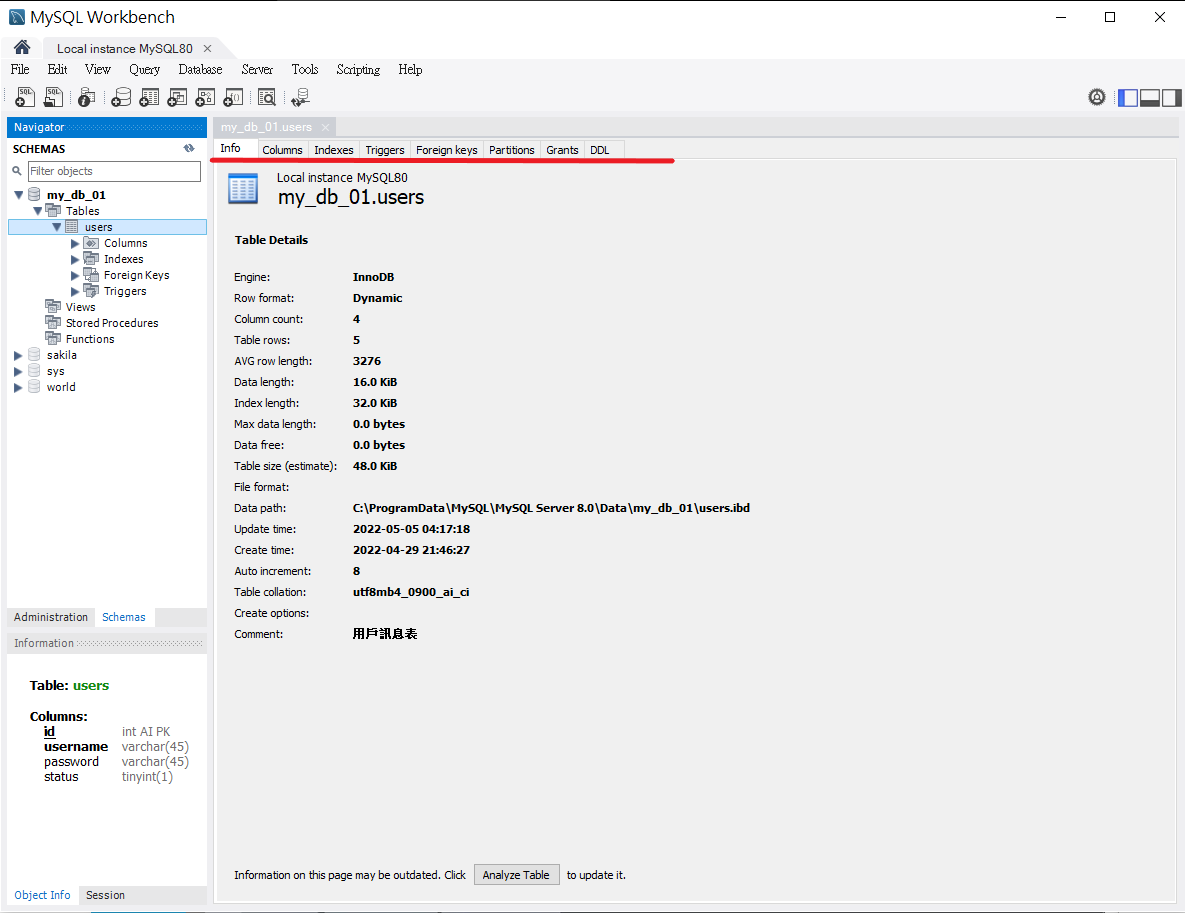 MySQL Workbench
Local instance MySQL80
File Edit View Query Database Server Tools Scripting Help
Navigator
SCHEMAS
Filter objects
my_db_01
Tables
users
Columns
Indexes
Foreign Keys
Triggers
Views
Stored Procedures
Functions
sakila
sys
world
Administration Schemas
Information
Table: users
Columns:
id int AI PK
username varchar(45)
password varchar(45)
status tinyint(1)
Object Info Session
my_db_01.users
Info Columns Indexes Triggers Foreign keys Partitions Grants DDL
Local instance MySQL80
my_db_01.users
Table Details
Engine: InnoDB
Row format: Dynamic
Column count: 4
Table rows: 5
AVG row length: 3276
Data length: 16.0 KiB
Index length: 32.0 KiB
Max data length: 0.0 bytes
Data free: 0.0 bytes
Table size (estimate): 48.0 KiB
File format:
Data path: C:\ProgramData\MySQL\MySQL Server 8.0\Data\my_db_01\users.ibd
Update time: 2022-05-05 04:17:18
Create time: 2022-04-29 21:46:27
Auto increment: 8
Table collation: utf8mb4_0900_ai_ci
Create options:
Comment: 用戶訊息表
Information on this page may be outdated. Click Analyze Table to update it.